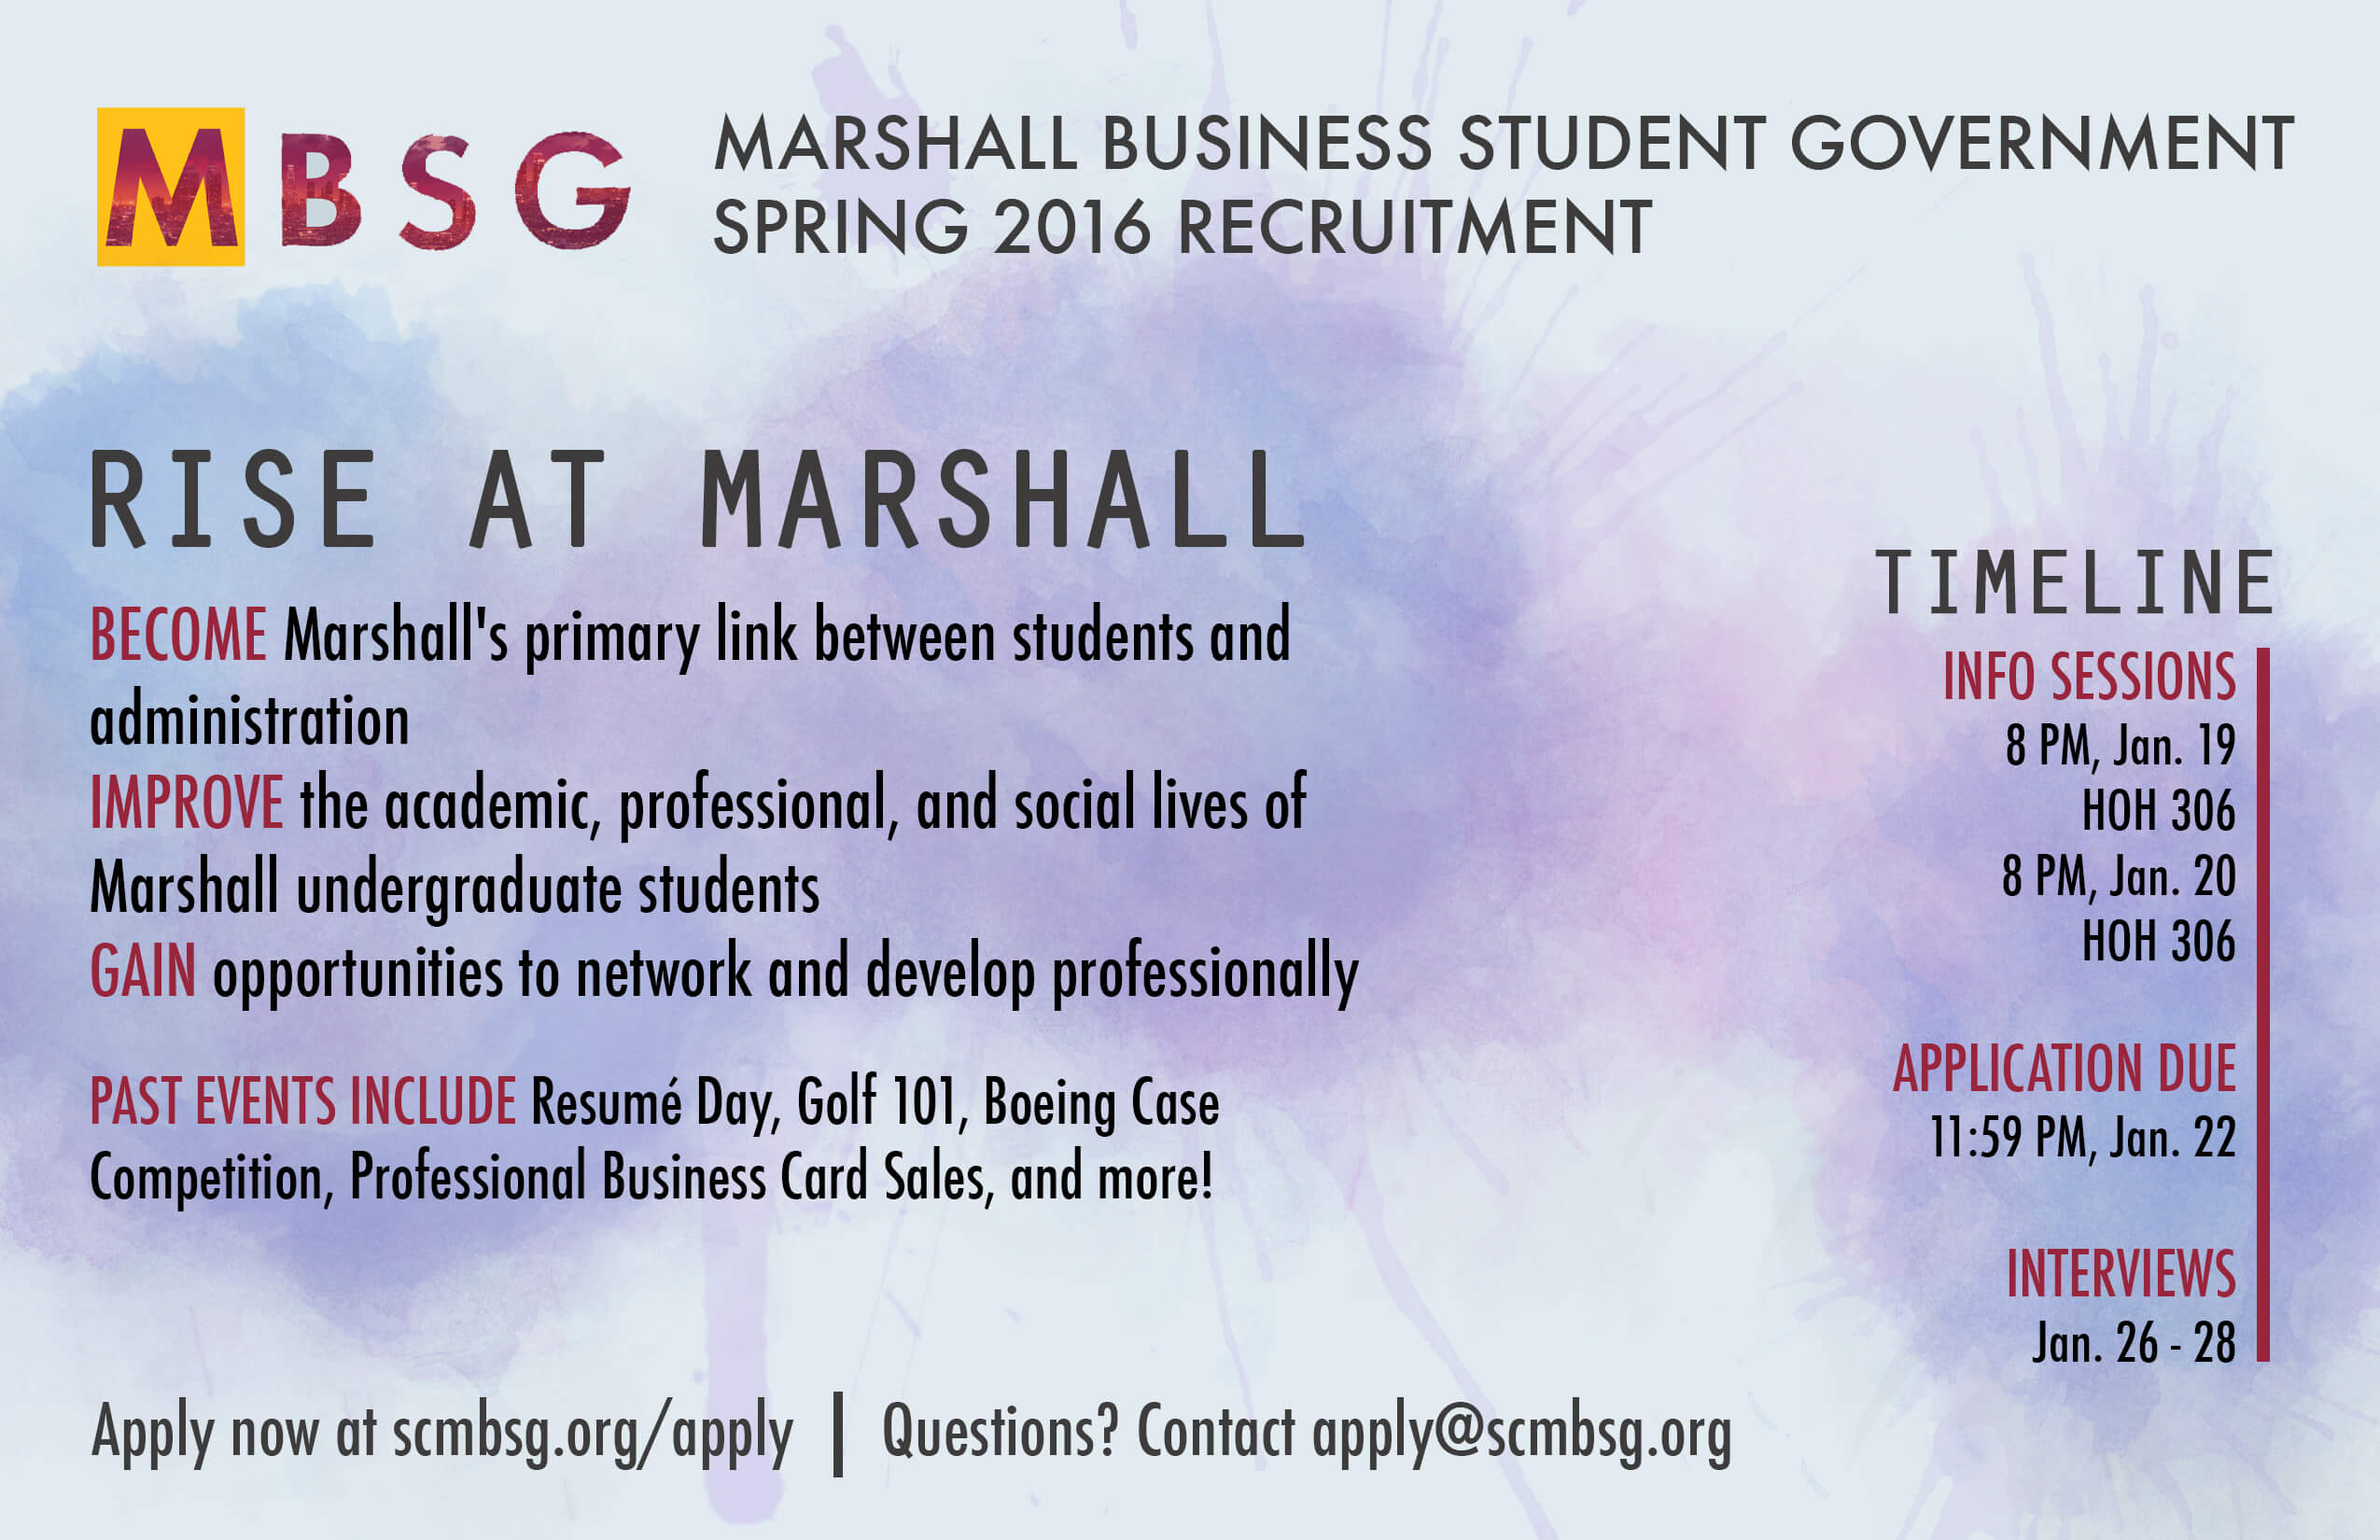 MBSG
MARSHALL BUSINESS STUDENT GOVERNMENT
SPRING 2016 RECRUITMENT
RISE AT MARSHALL
BECOME Marshall's primary link between students and
administration
IMPROVE the academic, professional, and social lives of
Marshall undergraduate students
GAIN opportunities to network and develop professionally
PAST EVENTS INCLUDE Resumé Day, Golf 101, Boeing Case
Competition, Professional Business Card Sales, and more!
TIMELINE
INFO SESSIONS
8 PM, Jan. 19
HOH 306
8 PM, Jan. 20
HOH 306
APPLICATION DUE
11:59 PM, Jan. 22
INTERVIEWS
Jan. 26 - 28
Apply now at scmbsg.org/apply | Questions? Contact apply@scmbsg.org